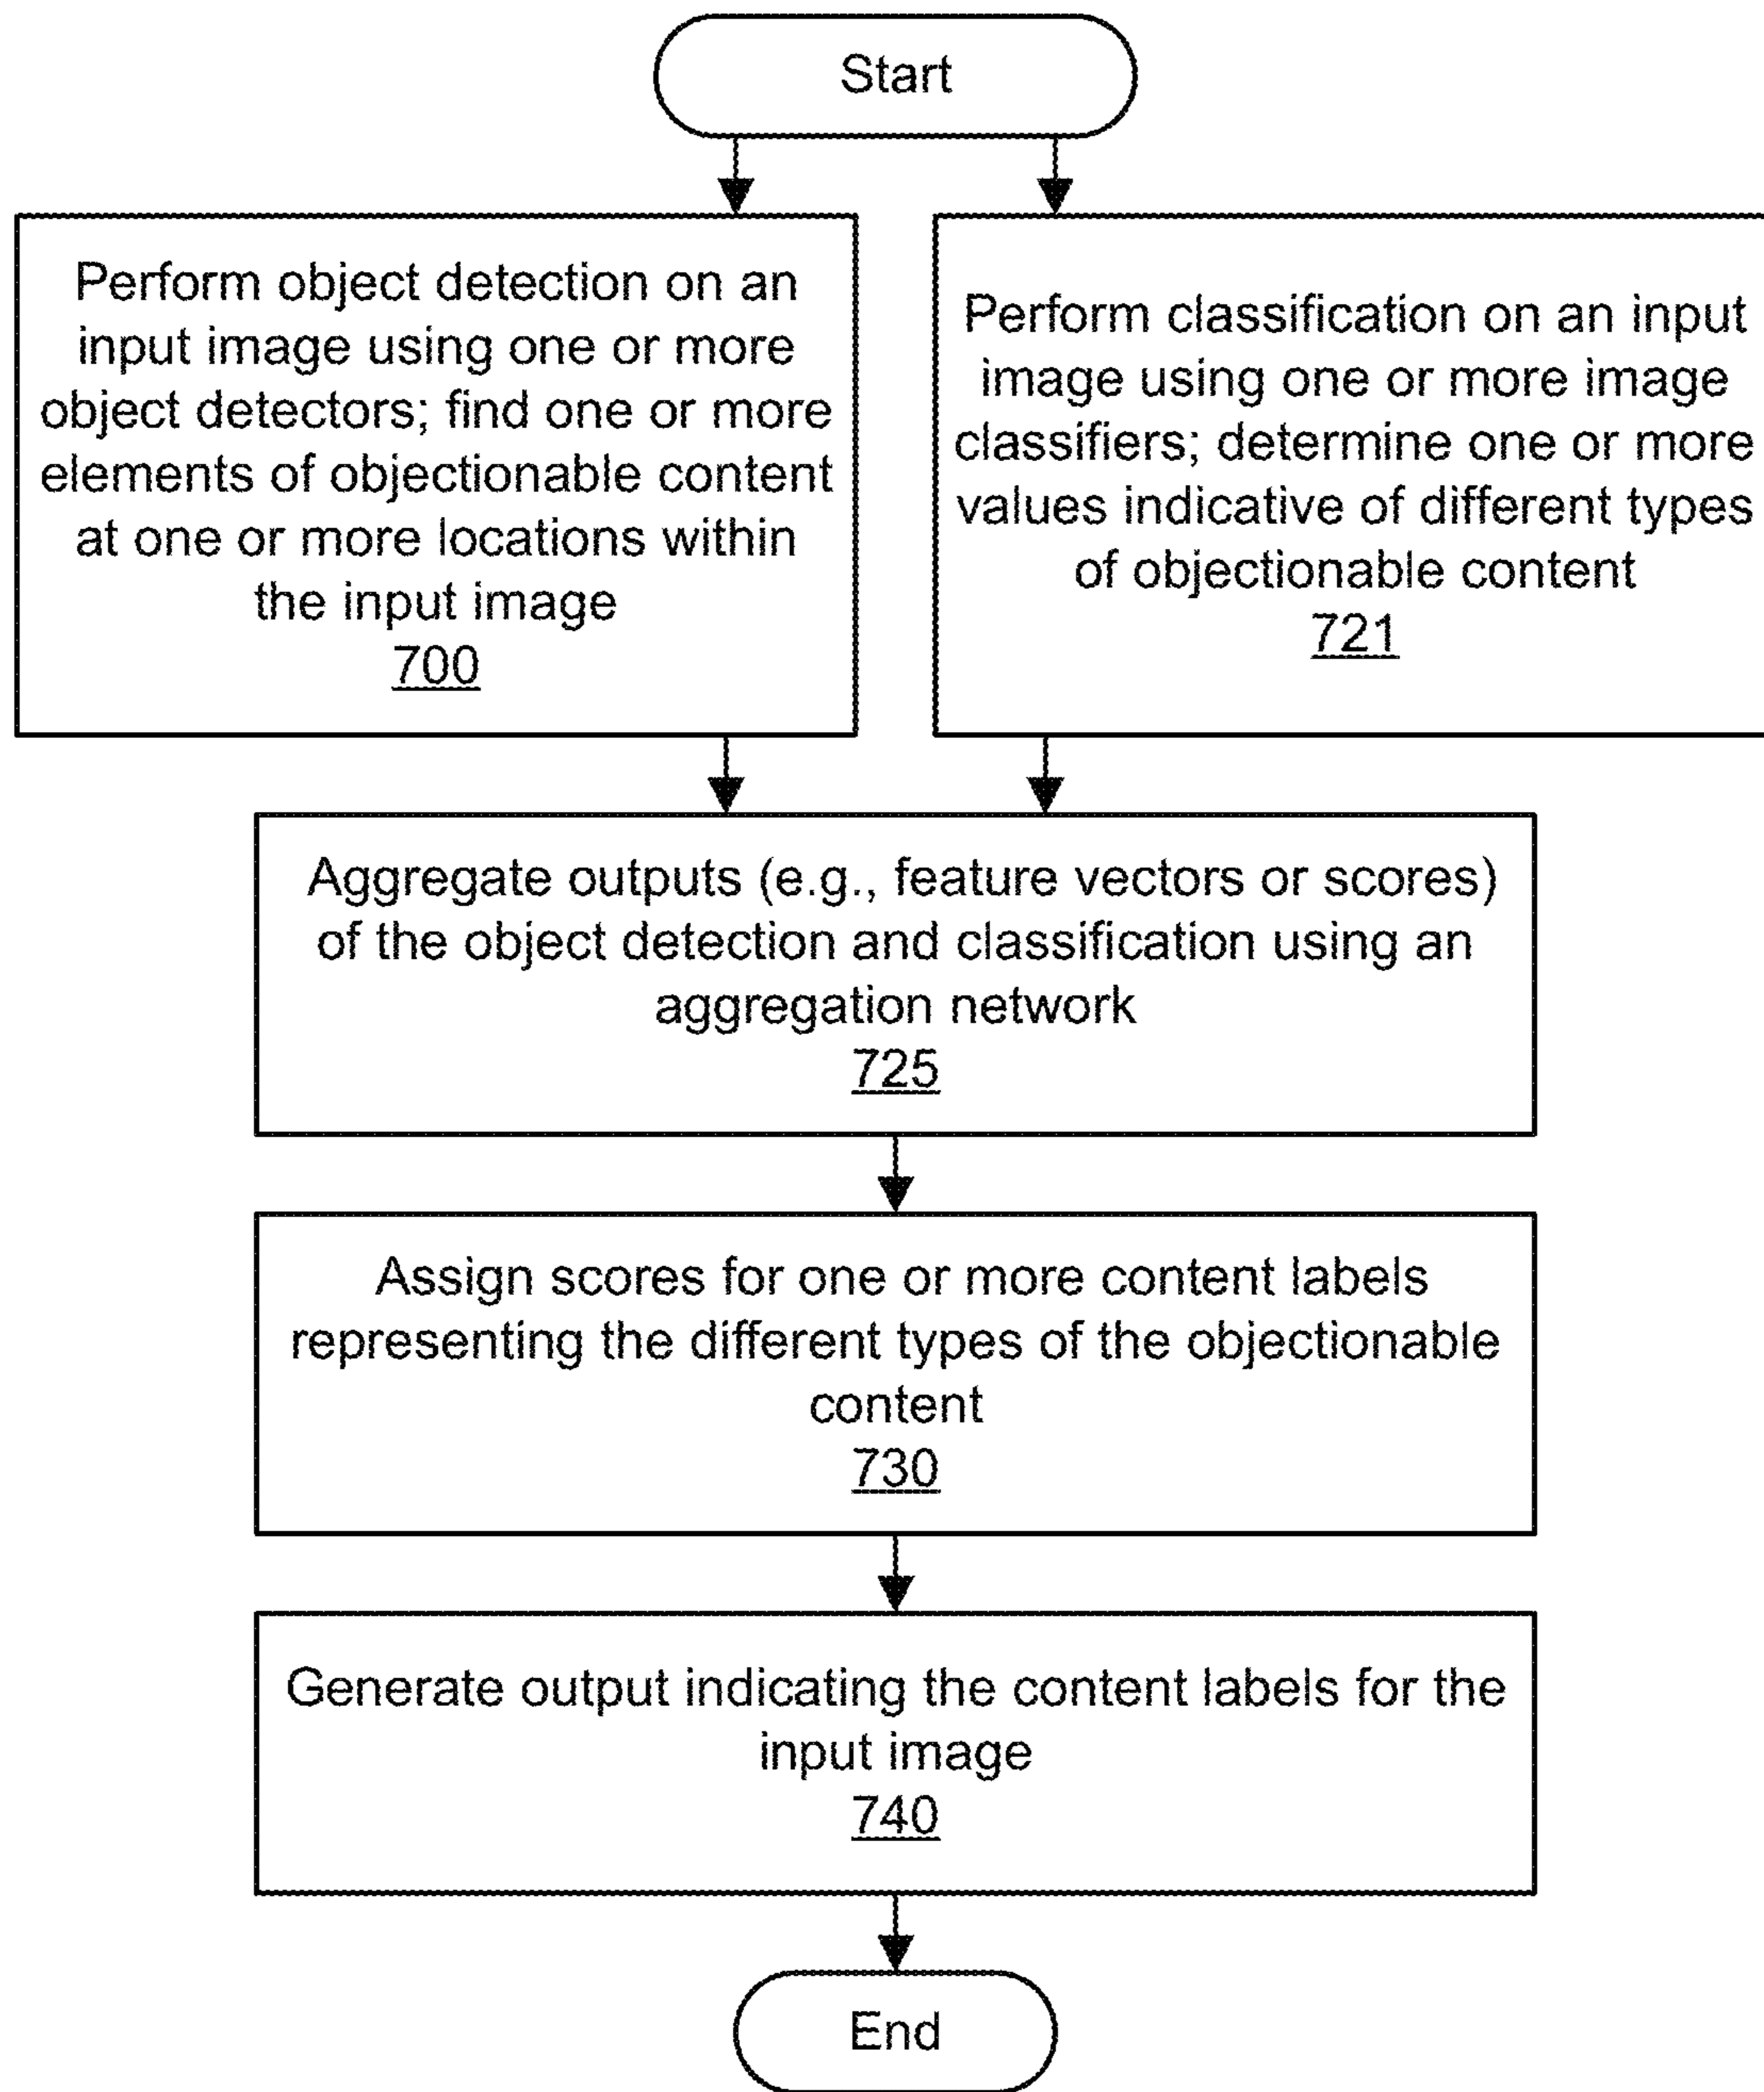 Start
Perform object detection on an
input image using one or more
object detectors; find one or more
elements of objectionable content
at one or more locations within
the input image
700
Perform classification on an input
image using one or more image
classifiers; determine one or more
values indicative of different types
of objectionable content
721
Aggregate outputs (e.g., feature vectors or scores)
of the object detection and classification using an
aggregation network
725
Assign scores for one or more content labels
representing the different types of the objectionable
content
730
Generate output indicating the content labels for the
input image
740
End